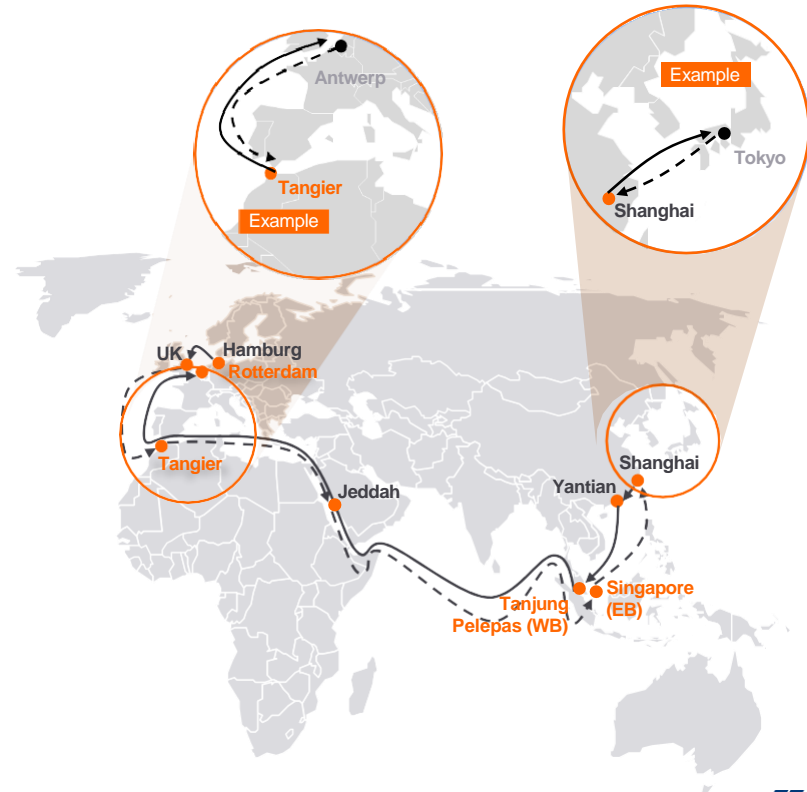 Antwerp
Tangier
Example
Example
Tokyo
Shanghai
UK
Hamburg
Rotterdam
Tangier
Jeddah
Shanghai
Yantian
Tanjung
Pelepas (WB)
Singapore
(EB)